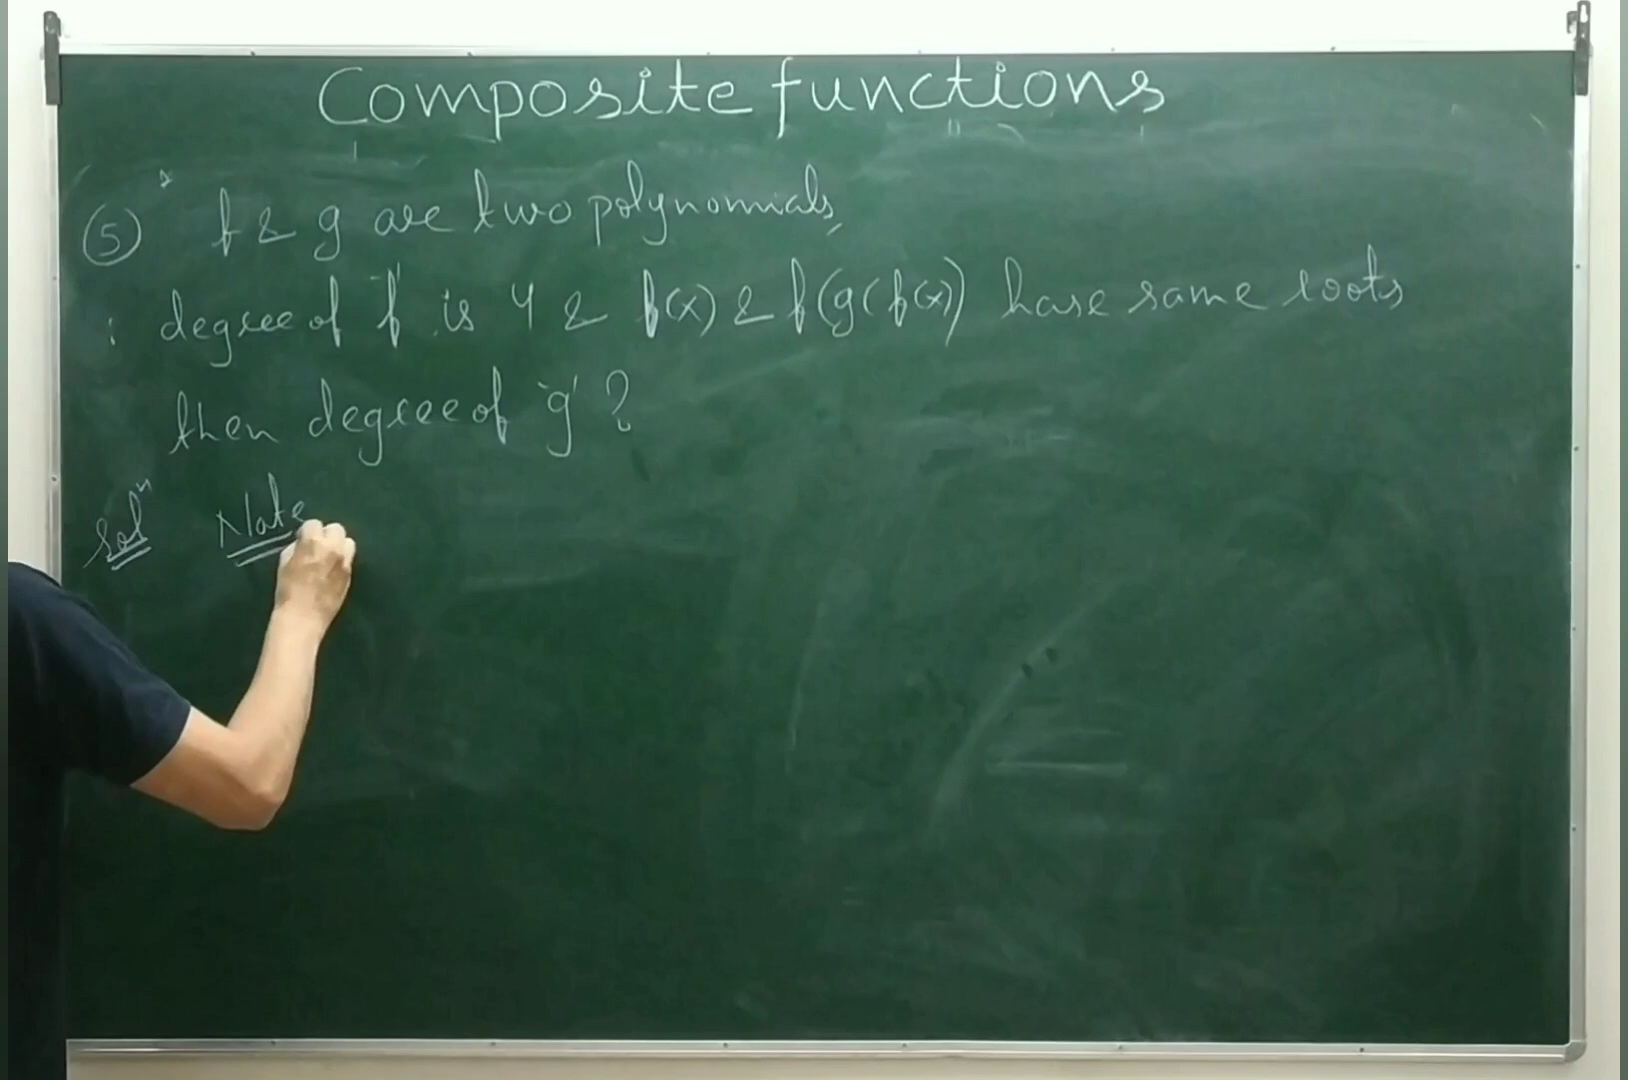 Composite functions
⑤ f & g are two polynomials,
degree of 'f' is 4 & f(x) & f(g(f(x)) have same roots
then degree of 'g' ?
Solⁿ Note